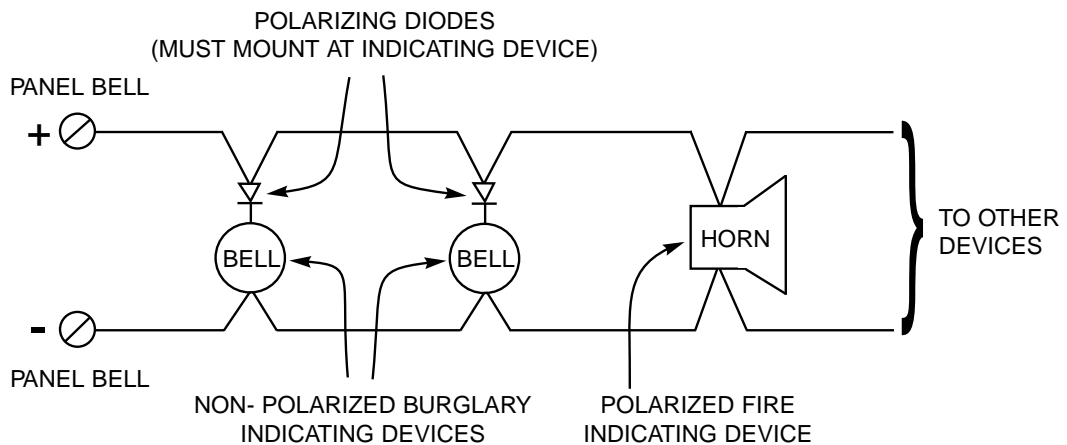 POLARIZING DIODES
(MUST MOUNT AT INDICATING DEVICE)
PANEL BELL
+
BELL
BELL
HORN
TO OTHER
DEVICES
-
PANEL BELL
NON- POLARIZED BURGLARY
INDICATING DEVICES
POLARIZED FIRE
INDICATING DEVICE